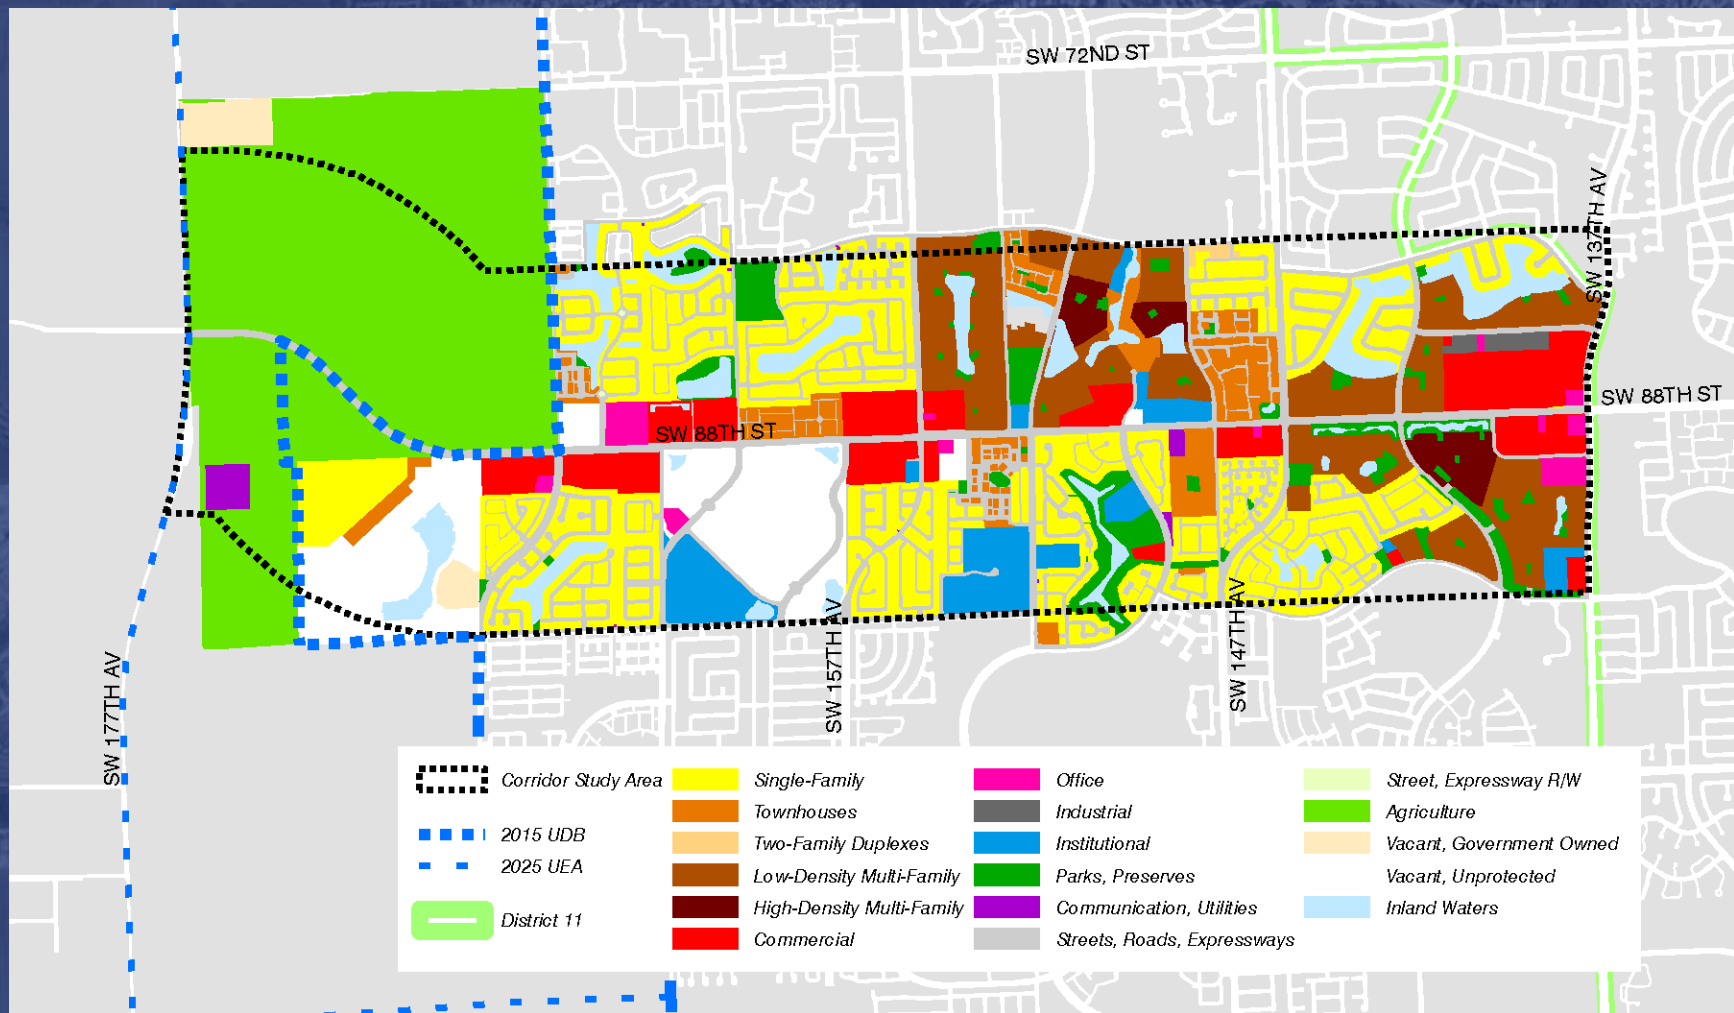 SW 72ND ST
SW 137TH AV
SW 88TH ST
SW 88TH ST
SW 177TH AV
SW 157TH AV
SW 147TH AV
Corridor Study Area
2015 UDB
2025 UEA
District 11
Single-Family
Townhouses
Two-Family Duplexes
Low-Density Multi-Family
High-Density Multi-Family
Commercial
Office
Industrial
Institutional
Parks, Preserves
Communication, Utilities
Streets, Roads, Expressways
Street, Expressway R/W
Agriculture
Vacant, Government Owned
Vacant, Unprotected
Inland Waters